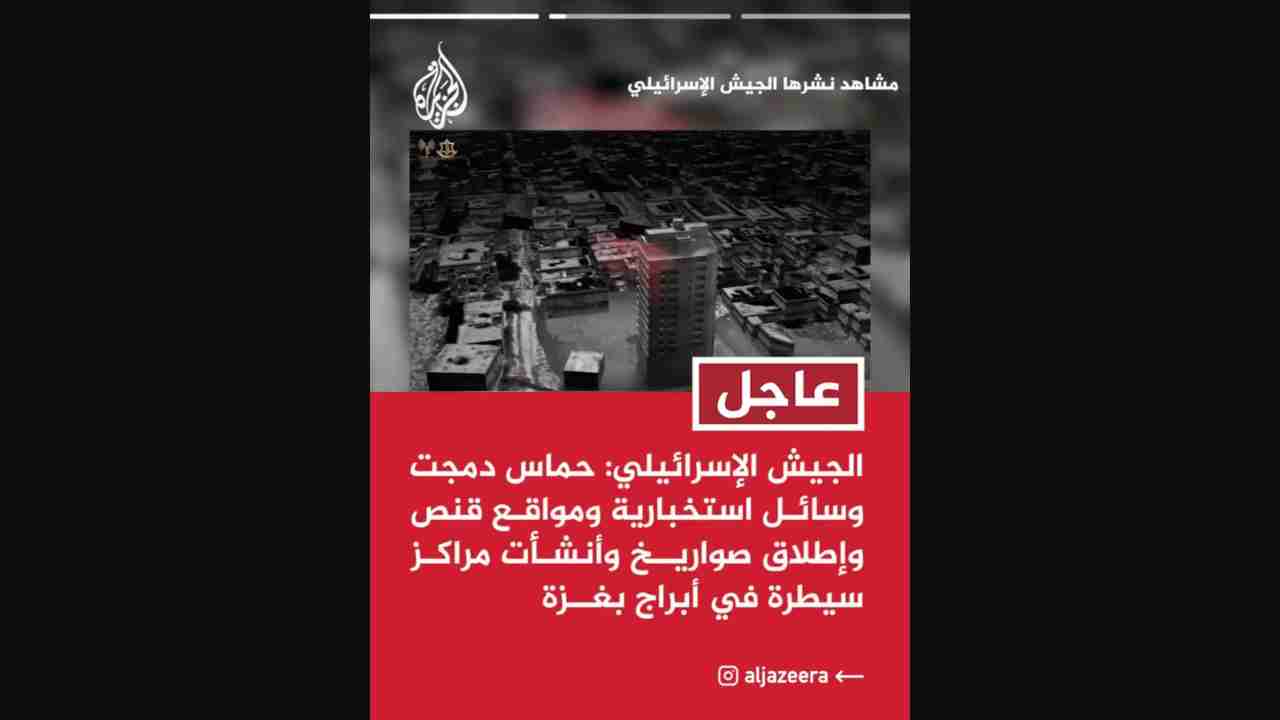 مشاهد نشرها الجيش الإسرائيلي
الجزيرة
عاجل
الجيش الإسرائيلي: حماس دمجت
وسائل استخبارية ومواقع قنص
وإطلاق صواريخ وأنشأت مراكز
سيطرة في أبراج بغزة
aljazeera